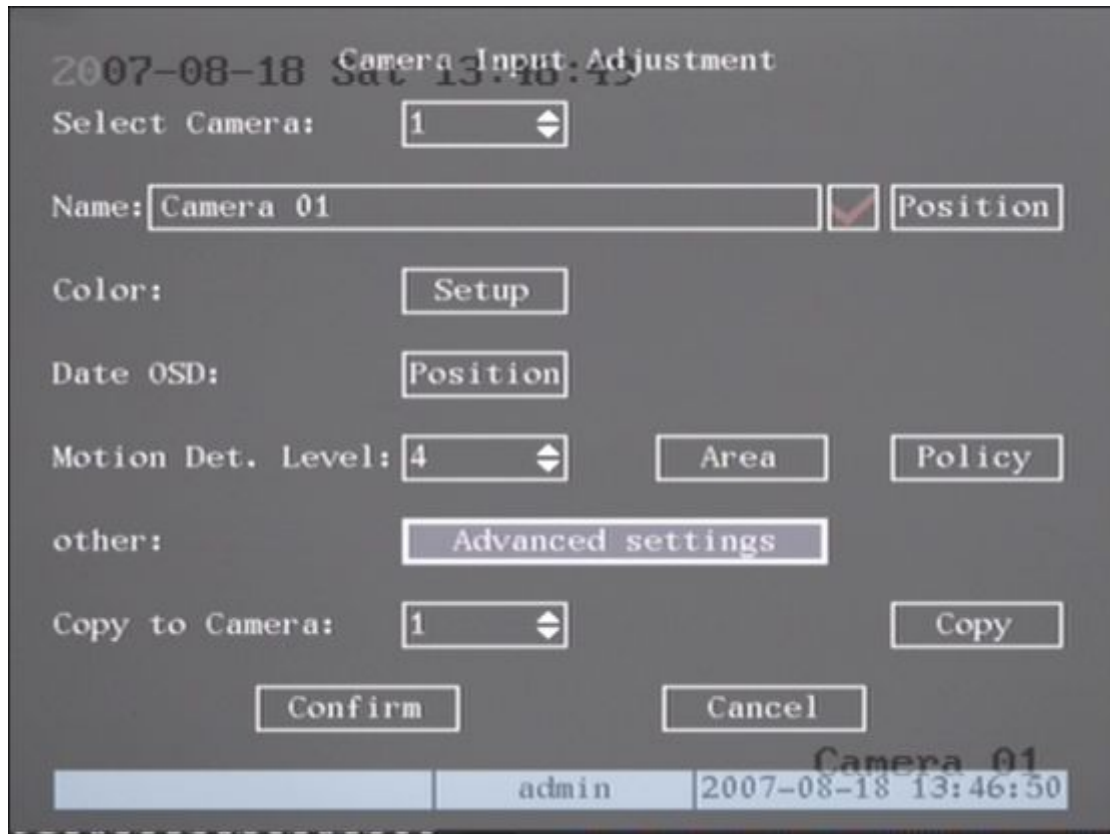 Camera Input Adjustment
2007-08-18 Sat 13:46:49
Select Camera: 1
Name: Camera 01 Position
Color: Setup
Date OSD: Position
Motion Det. Level: 4 Area Policy
other: Advanced settings
Copy to Camera: 1 Copy
Confirm Cancel
Camera 01
admin 2007-08-18 13:46:50